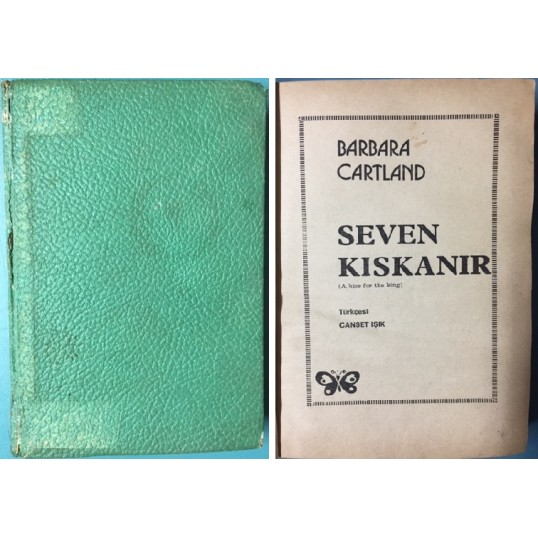 BARBARA
CARTLAND
SEVEN
KISKANIR
(A kiss for the king)
Türkçesi
CANSET IŞIK